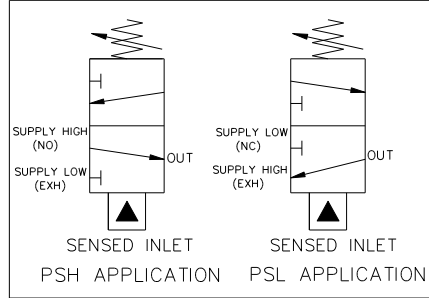 SUPPLY HIGH
(NO)
OUT
SUPPLY LOW
(EXH)
SENSED INLET
PSH APPLICATION
SUPPLY LOW
(NC)
OUT
SUPPLY HIGH
(EXH)
SENSED INLET
PSL APPLICATION